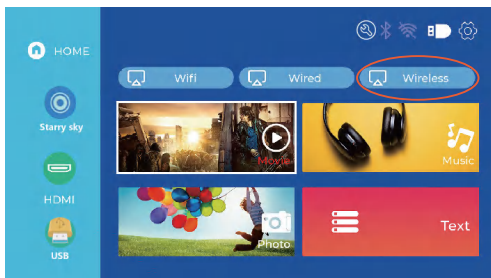 HOME
Wifi
Wired
Wireless
Starry sky
Movie
Music
HDMI
Photo
Text
USB